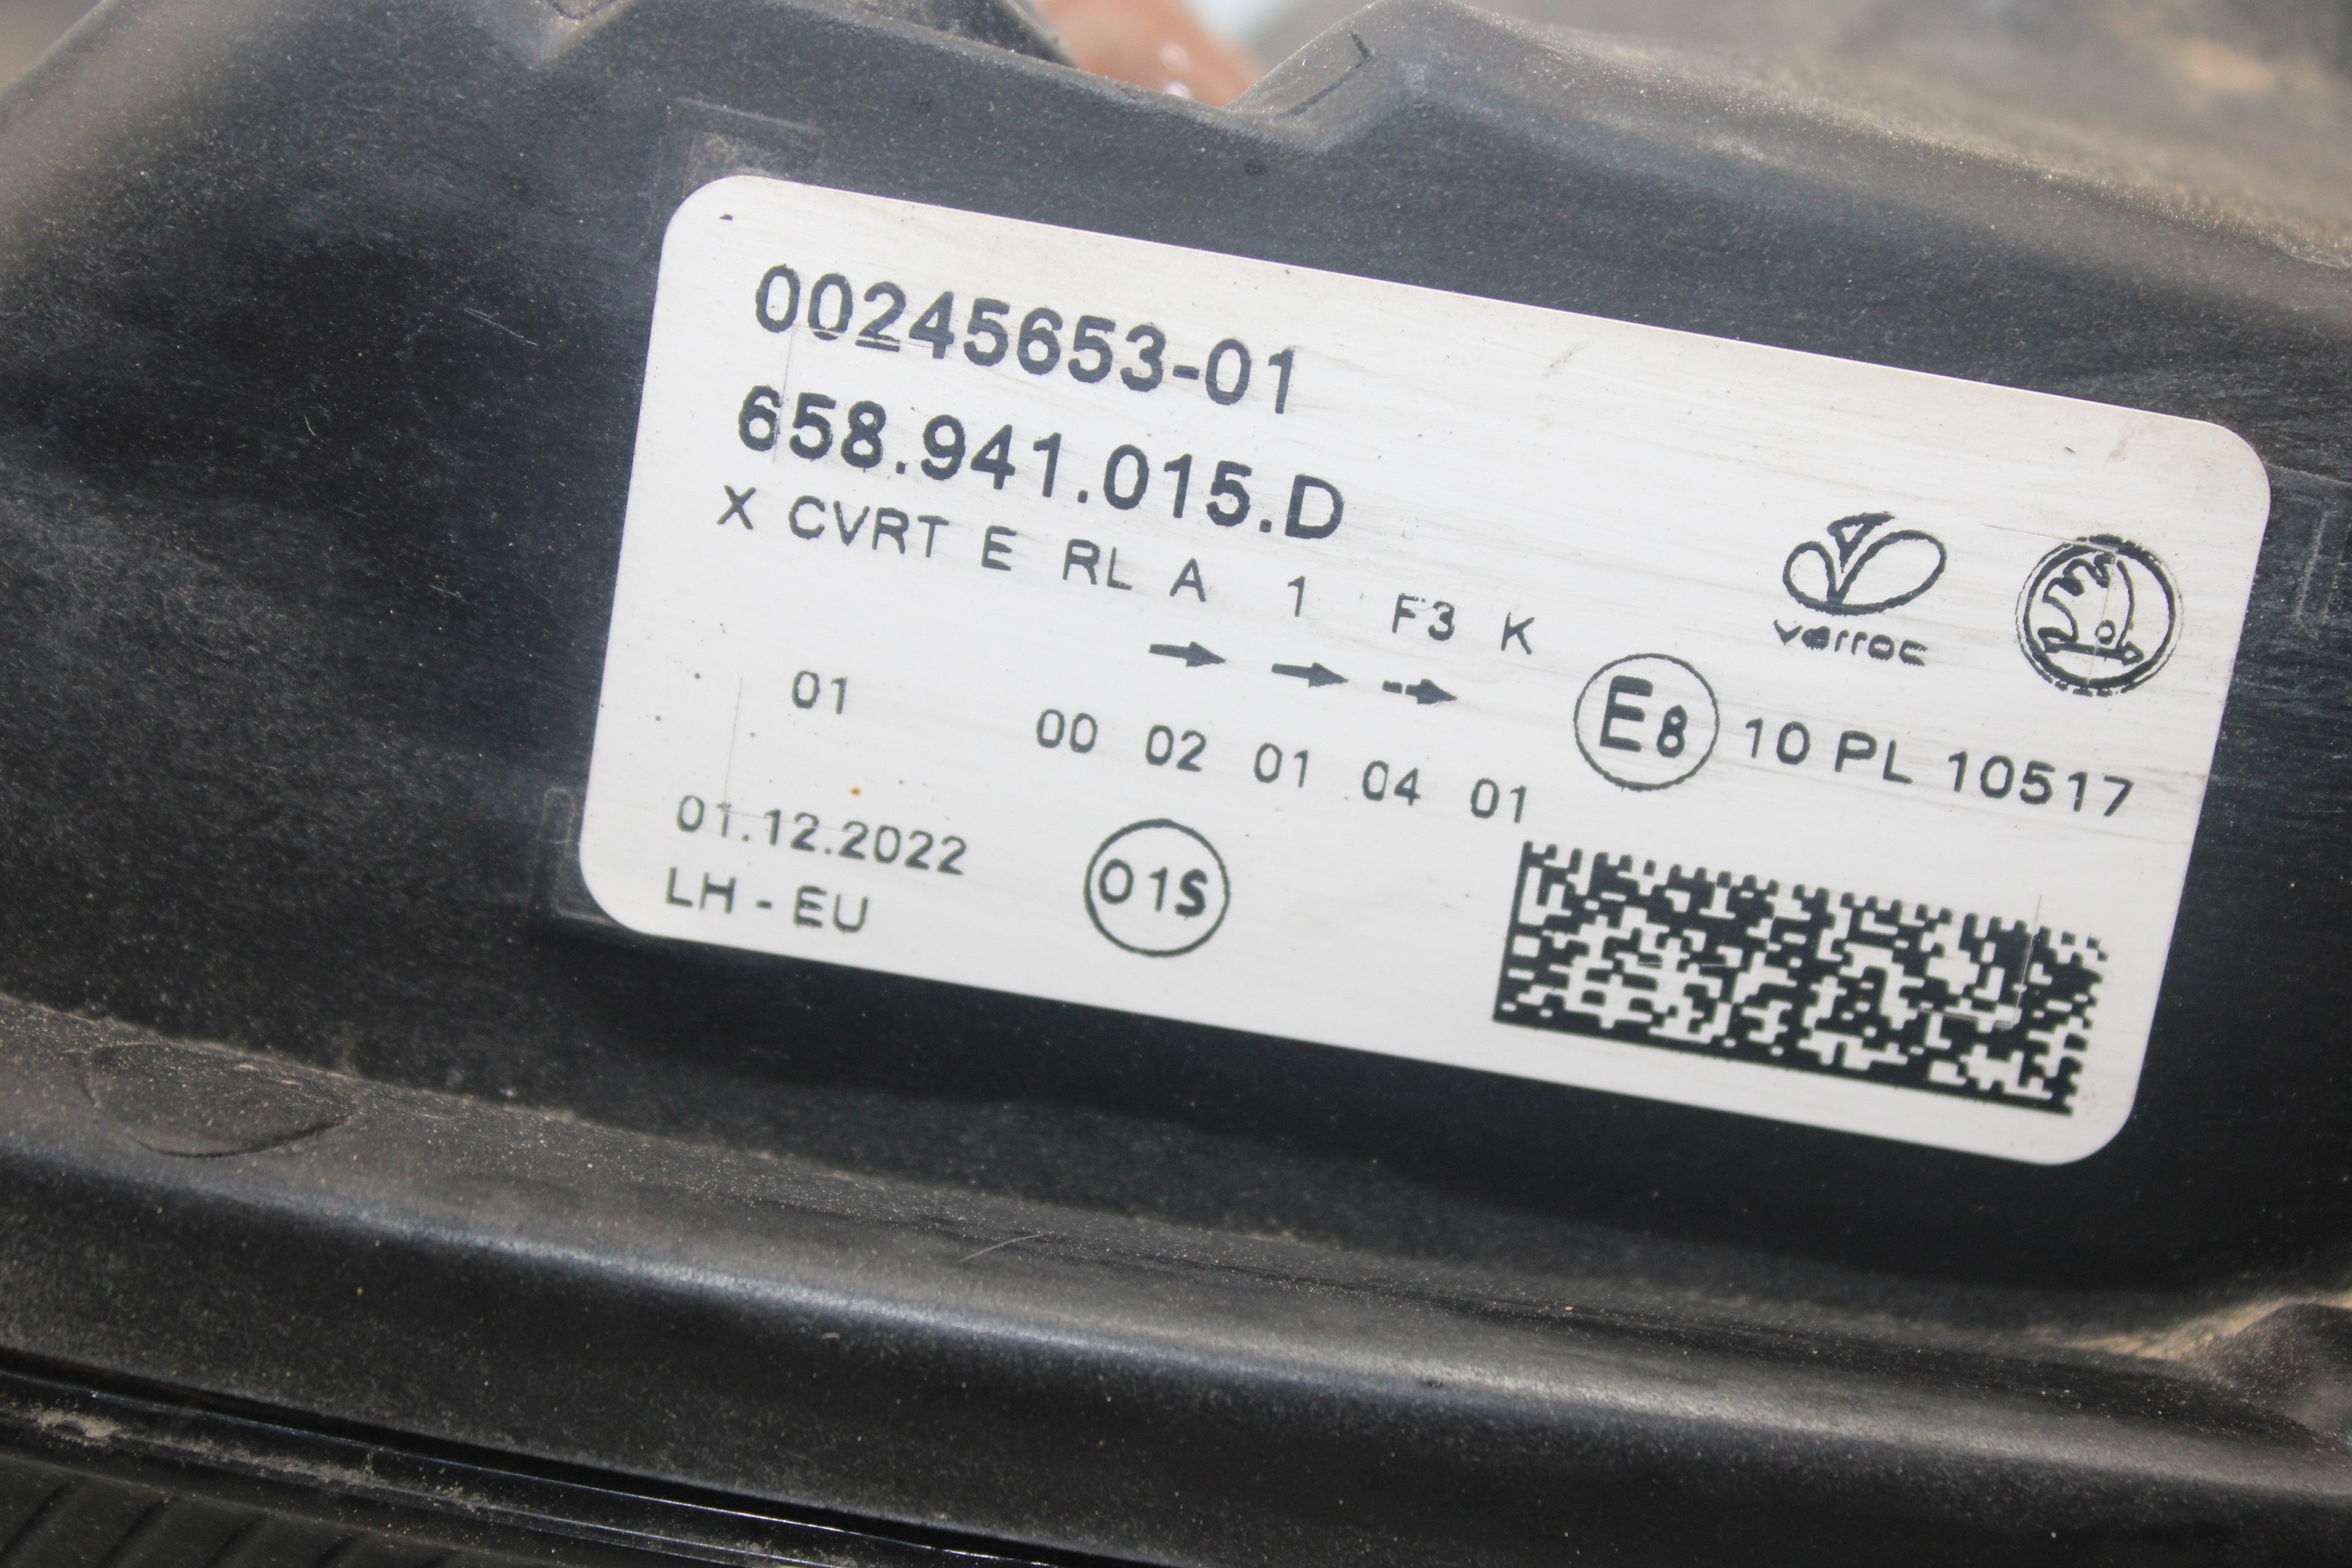 00245653-01
658.941.015.D
X CVRT E RL A 1 F3 K
varroc
01
00 02 01 04 01
E8 10 PL 10517
01.12.2022
LH - EU
01S